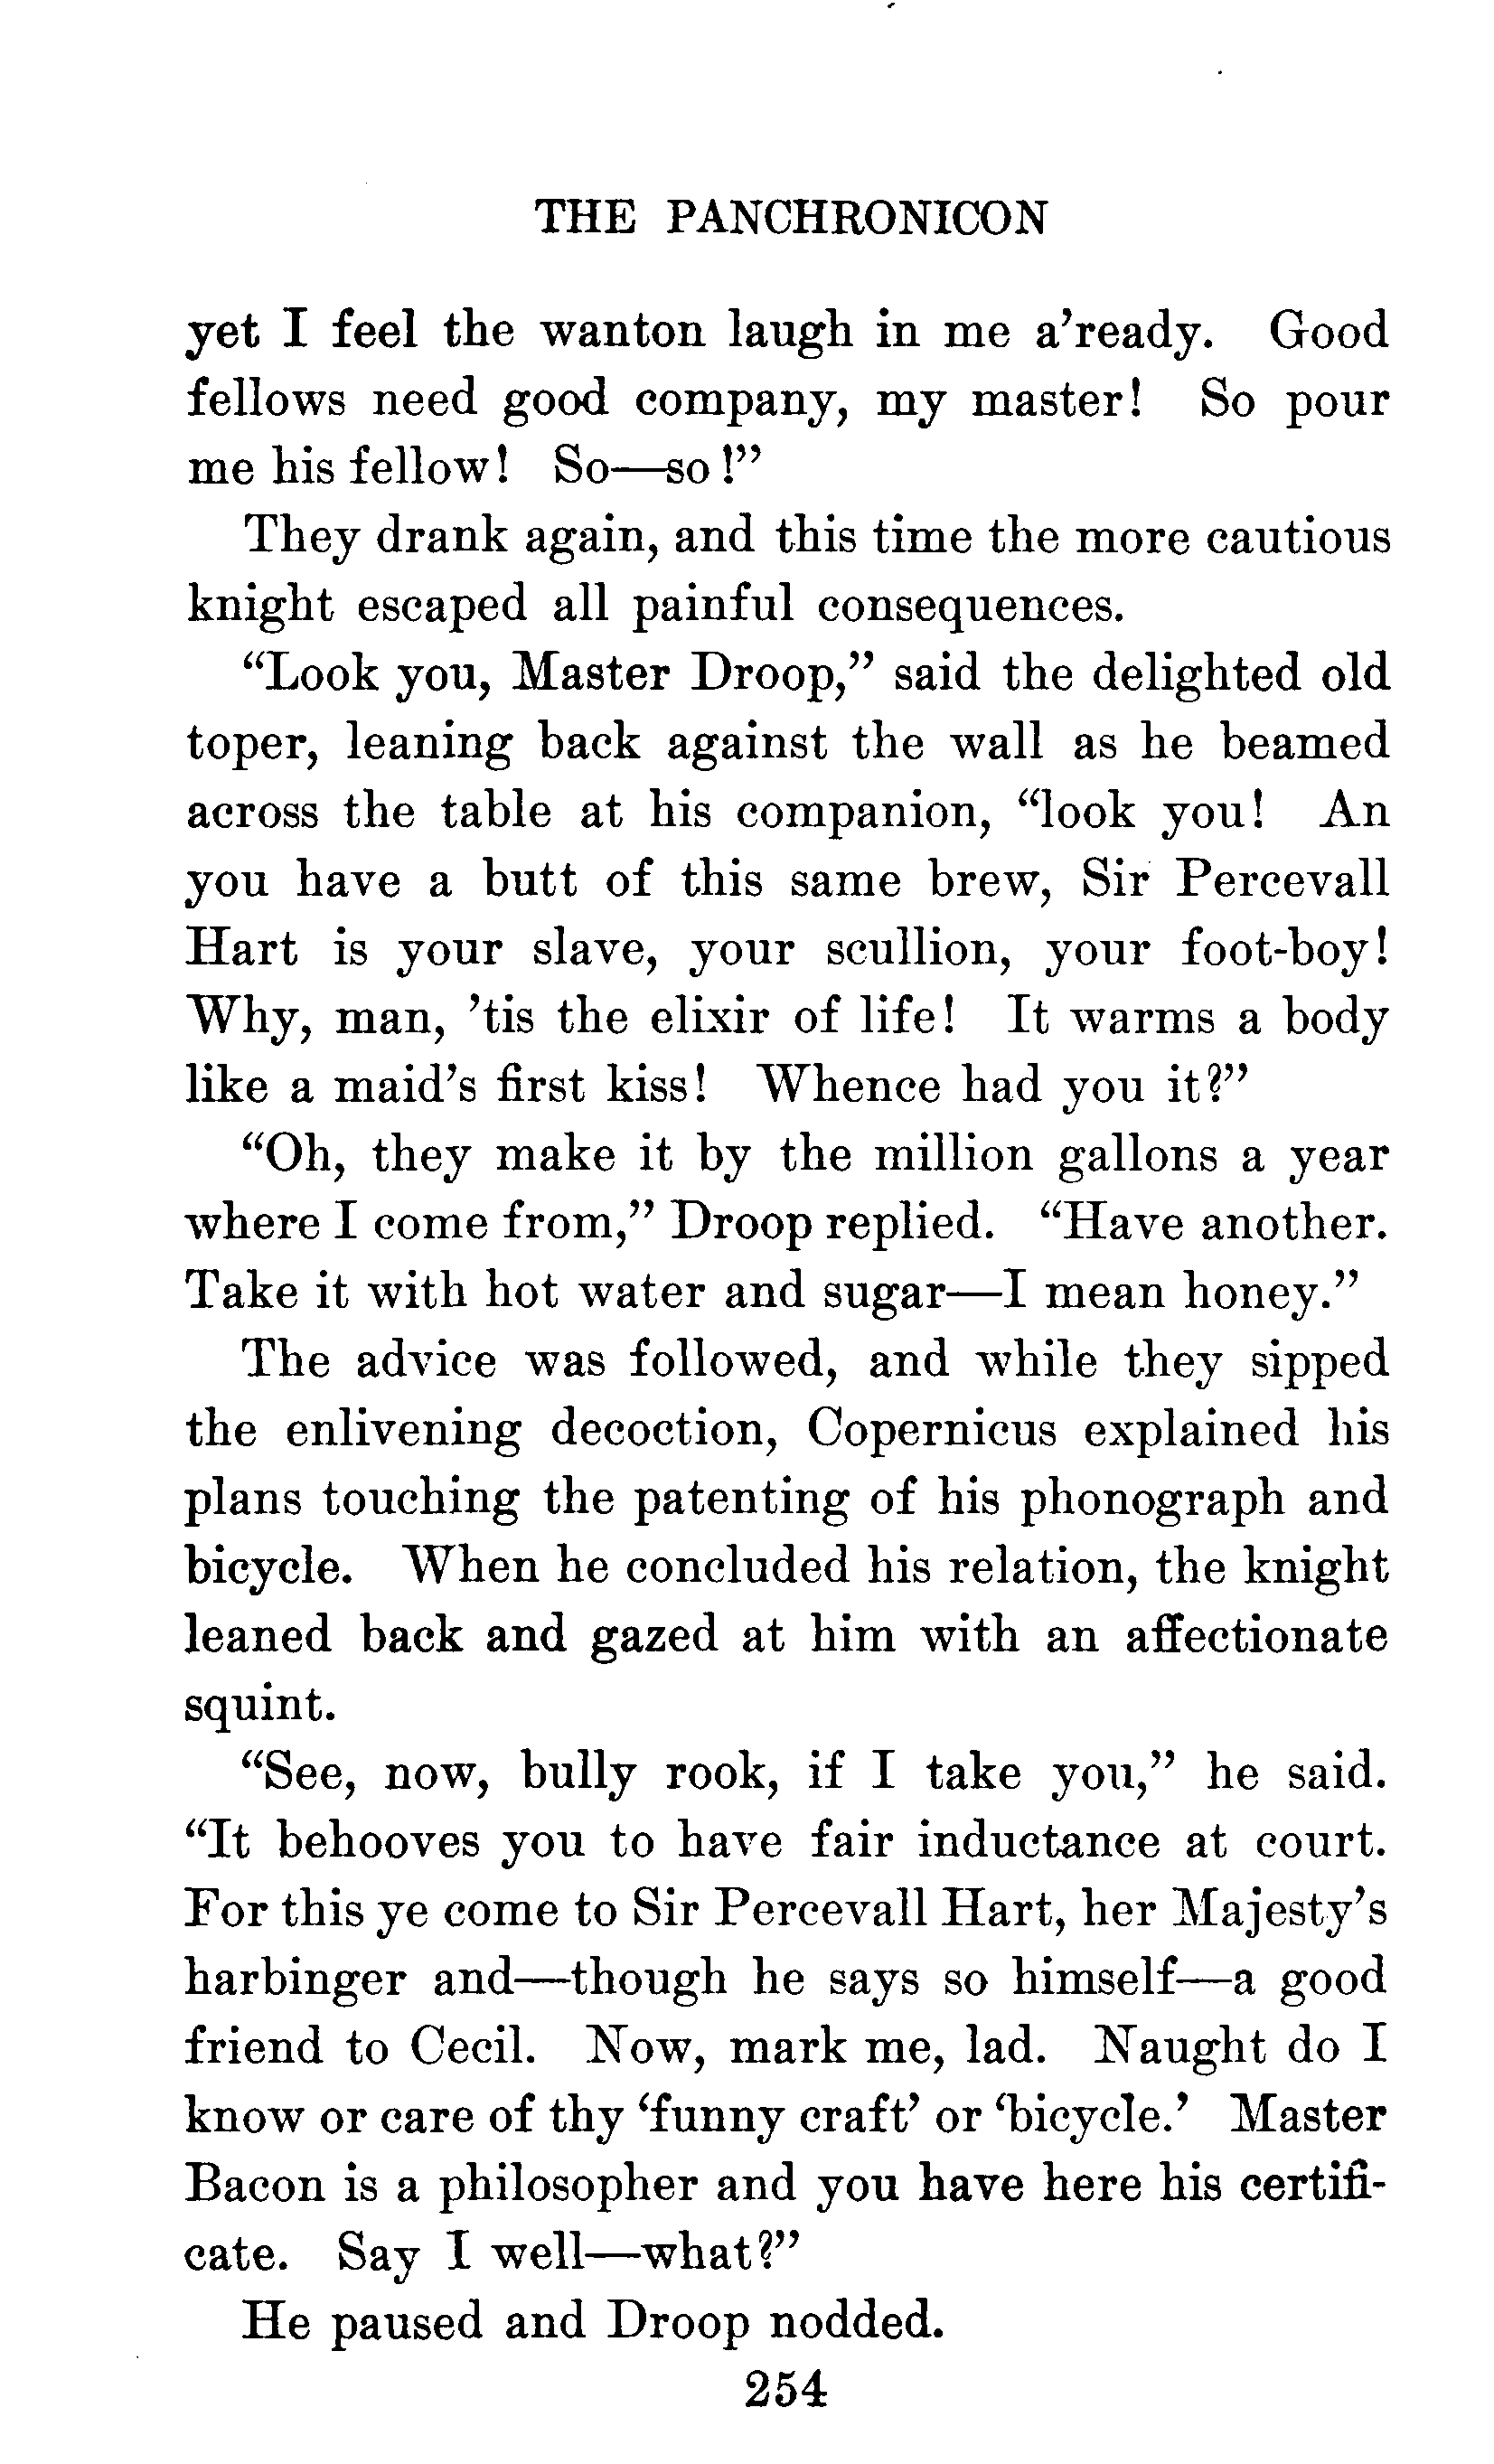 THE PANCHRONICON
yet I feel the wanton laugh in me a'ready. Good
fellows need good company, my master! So pour
me his fellow! So—so!”
They drank again, and this time the more cautious
knight escaped all painful consequences.
“Look you, Master Droop,” said the delighted old
toper, leaning back against the wall as he beamed
across the table at his companion, “look you! An
you have a butt of this same brew, Sir Percevall
Hart is your slave, your scullion, your foot-boy!
Why, man, ’tis the elixir of life! It warms a body
like a maid's first kiss! Whence had you it?”
“Oh, they make it by the million gallons a year
where I come from,” Droop replied. “Have another.
Take it with hot water and sugar—I mean honey.”
The advice was followed, and while they sipped
the enlivening decoction, Copernicus explained his
plans touching the patenting of his phonograph and
bicycle. When he concluded his relation, the knight
leaned back and gazed at him with an affectionate
squint.
“See, now, bully rook, if I take you,” he said.
“It behooves you to have fair inductance at court.
For this ye come to Sir Percevall Hart, her Majesty's
harbinger and—though he says so himself—a good
friend to Cecil. Now, mark me, lad. Naught do I
know or care of thy ‘funny craft’ or ‘bicycle.’ Master
Bacon is a philosopher and you have here his certifi-
cate. Say I well—what?”
He paused and Droop nodded.
254